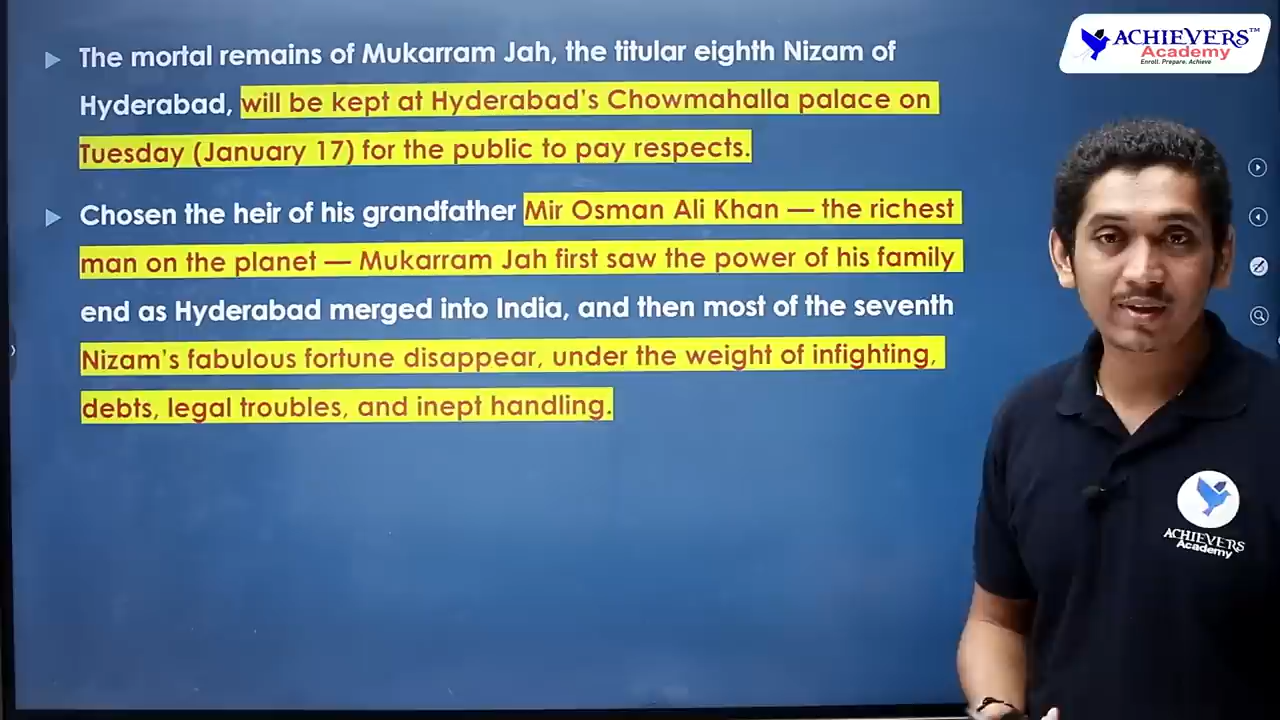 The mortal remains of Mukarram Jah, the titular eighth Nizam of
Hyderabad, will be kept at Hyderabad's Chowmahalla palace on
Tuesday (January 17) for the public to pay respects.
Chosen the heir of his grandfather Mir Osman Ali Khan — the richest
man on the planet — Mukarram Jah first saw the power of his family
end as Hyderabad merged into India, and then most of the seventh
Nizam's fabulous fortune disappear, under the weight of infighting,
debts, legal troubles, and inept handling.
ACHIEVERS™
Academy
Enroll. Prepare. Achieve
ACHIEVERS
Academy